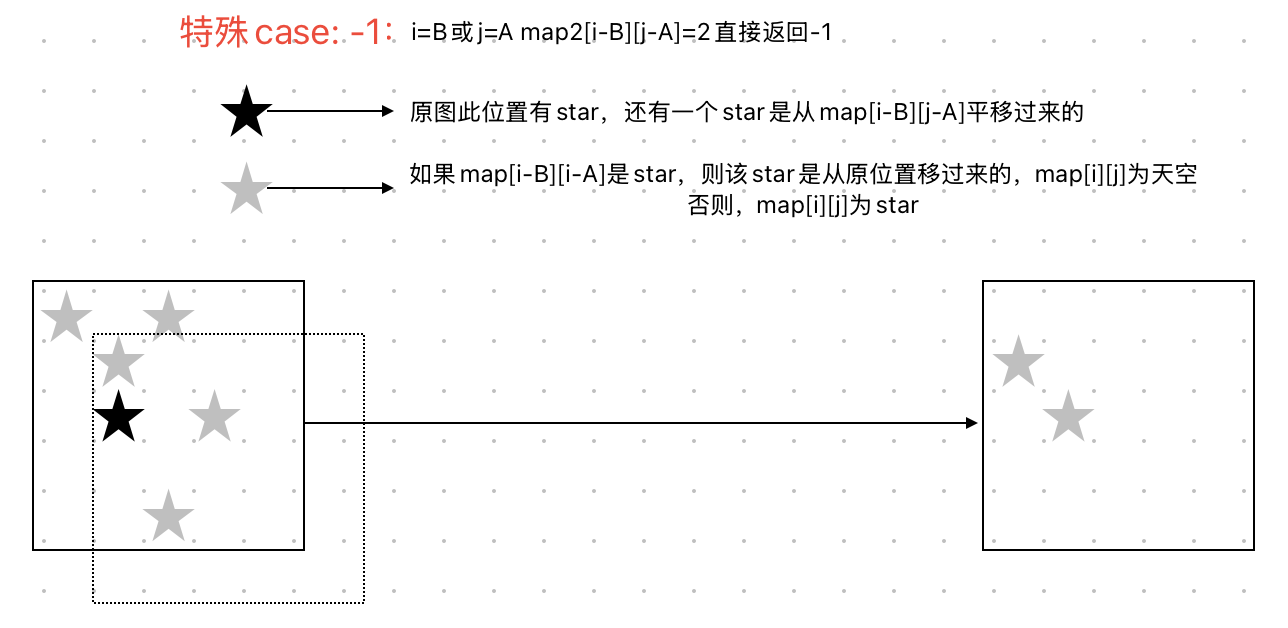 特殊case: -1： i=B或j=A map2[i-B][j-A]=2直接返回-1
原图此位置有star，还有一个star是从map[i-B][j-A]平移过来的
如果map[i-B][i-A]是star，则该star是从原位置移过来的，map[i][j]为天空
否则，map[i][j]为star